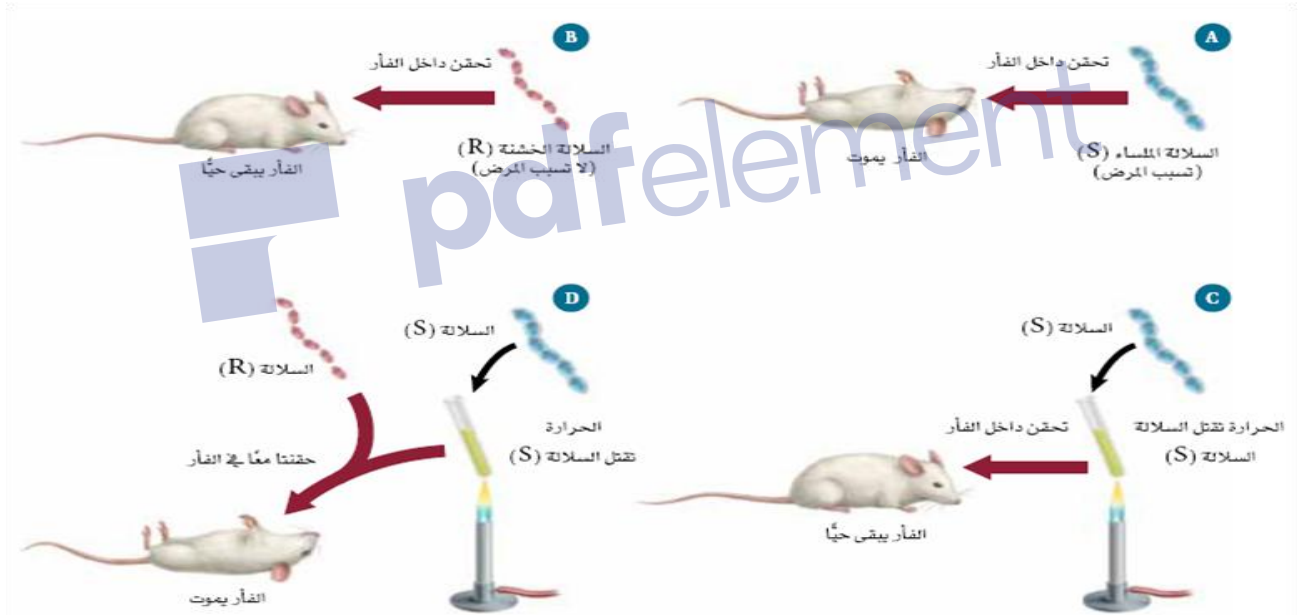 A
تحقن داخل الفأر
السلالة الملساء (S)
(تسبب المرض)
الفأر يموت
B
تحقن داخل الفأر
السلالة الخشنة (R)
(لا تسبب المرض)
الفأر يبقى حيًّا
pdfelement
C
السلالة (S)
الحرارة تقتل السلالة
السلالة (S)
تحقن داخل الفأر
الفأر يبقى حيًّا
D
السلالة (S)
السلالة (R)
الحرارة
تقتل السلالة (S)
حقنتا معًا في الفأر
الفأر يموت